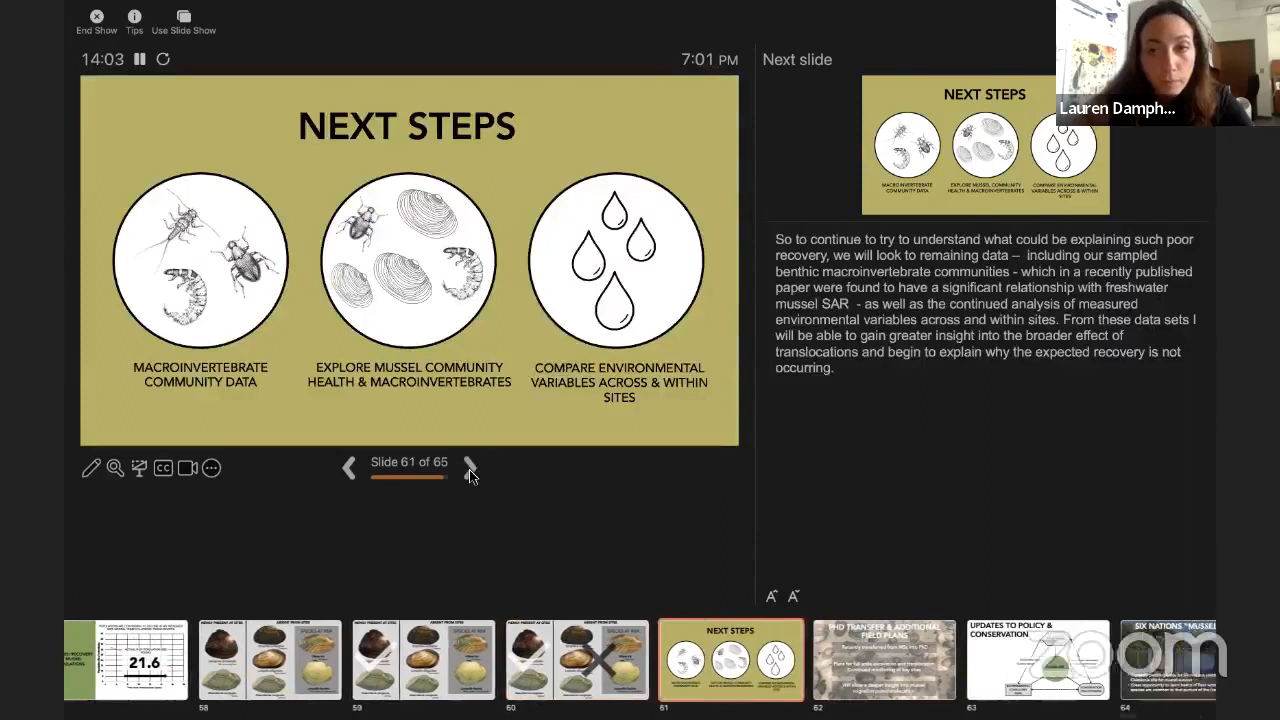 End Show
Tips
Use Slide Show
14:03
7:01 PM
Next slide
NEXT STEPS
MACROINVERTEBRATE
COMMUNITY DATA
EXPLORE MUSSEL COMMUNITY
HEALTH & MACROINVERTEBRATES
COMPARE ENVIRONMENTAL
VARIABLES ACROSS & WITHIN
SITES
NEXT STEPS
MACROINVERTEBRATE
COMMUNITY DATA
EXPLORE MUSSEL COMMUNITY
HEALTH & MACROINVERTEBRATES
COMPARE ENVIRONMENTAL
VARIABLES ACROSS & WITHIN
SITES
Lauren Damph...
So to continue to try to understand what could be explaining such poor
recovery, we will look to remaining data – including our sampled
benthic macroinvertebrate communities - which in a recently published
paper were found to have a significant relationship with freshwater
mussel SAR - as well as the continued analysis of measured
environmental variables across and within sites. From these data sets I
will be able to gain greater insight into the broader effect of
translocations and begin to explain why the expected recovery is not
occurring.
CC
Slide 61 of 65
21.6
NEXT STEPS
PHD TRANSFER & ADDITIONAL
FIELD PLANS
UPDATES TO POLICY &
CONSERVATION
SIX NATIONS "MUSSEL
58
59
60
61
62
63
64
zoom